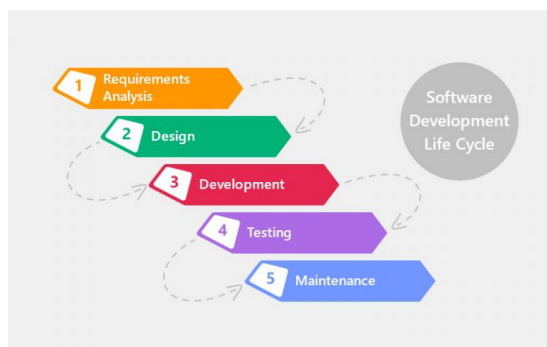 1
Requirements
Analysis
2
Design
3
Development
4
Testing
5
Maintenance
Software
Development
Life Cycle